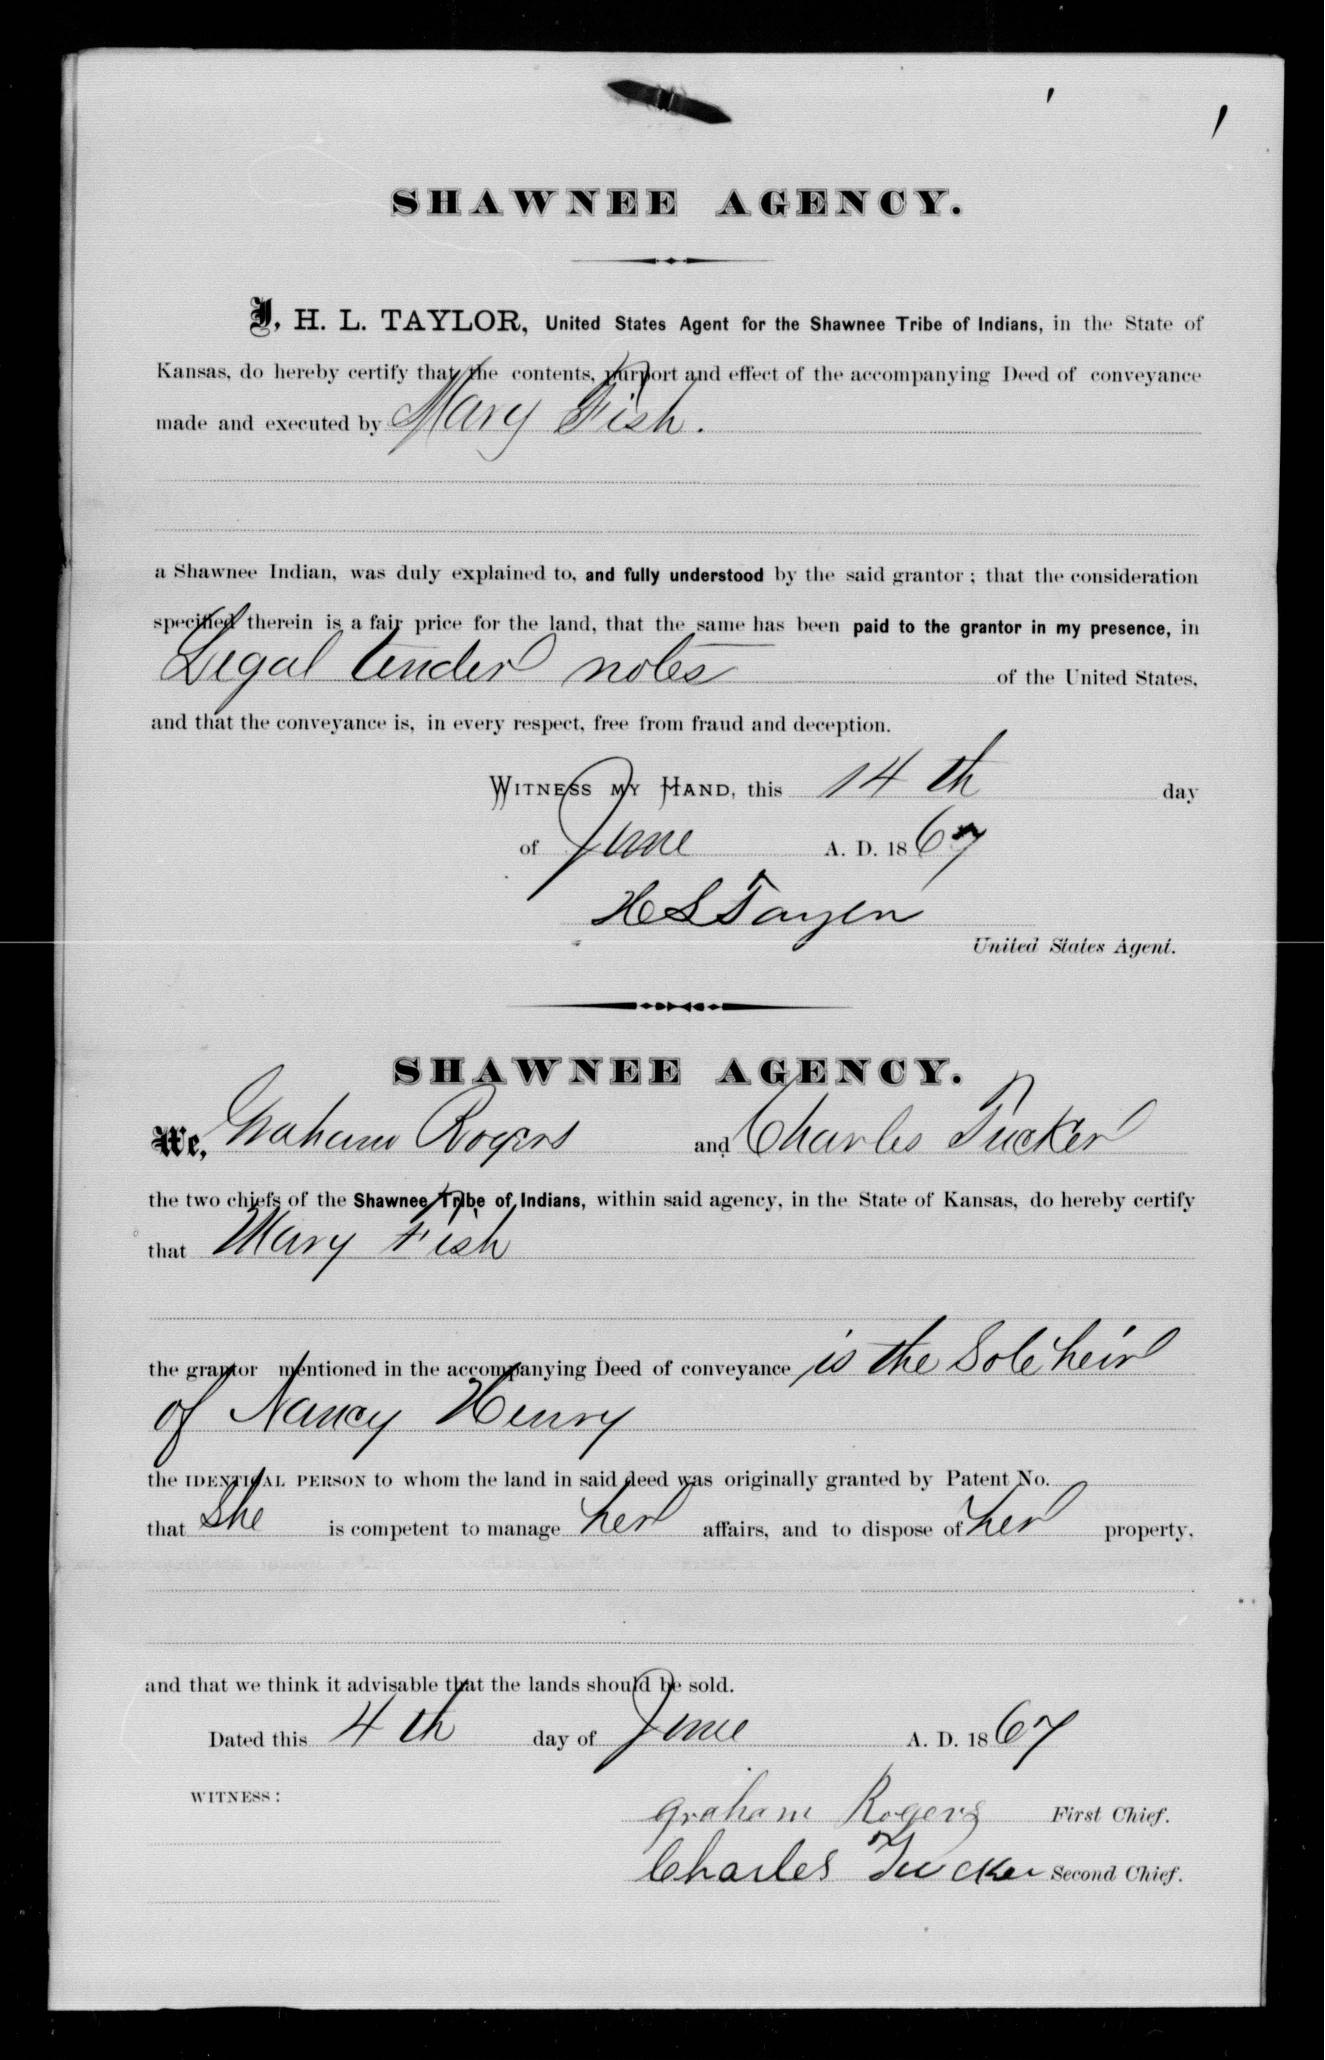 SHAWNEE AGENCY.
I, H. L. TAYLOR, United States Agent for the Shawnee Tribe of Indians, in the State of
Kansas, do hereby certify that the contents, purport and effect of the accompanying Deed of conveyance
made and executed by Mary Fish.
a Shawnee Indian, was duly explained to, and fully understood by the said grantor ; that the consideration
specified therein is a fair price for the land, that the same has been paid to the grantor in my presence, in
Legal tender notes of the United States,
and that the conveyance is, in every respect, free from fraud and deception.
WITNESS MY HAND, this 14th day
of June A. D. 1867
H L Taylor
United States Agent.
SHAWNEE AGENCY.
We, Graham Rogers and Charles Tucker
the two chiefs of the Shawnee Tribe of Indians, within said agency, in the State of Kansas, do hereby certify
that Mary Fish
the grantor mentioned in the accompanying Deed of conveyance is the Sole heir
of Nancy Henry
the IDENTICAL PERSON to whom the land in said deed was originally granted by Patent No.
that She is competent to manage her affairs, and to dispose of her property,
and that we think it advisable that the lands should be sold.
Dated this 4th day of June A. D. 1867
WITNESS :
Graham Rogers First Chief.
Charles Tucker Second Chief.